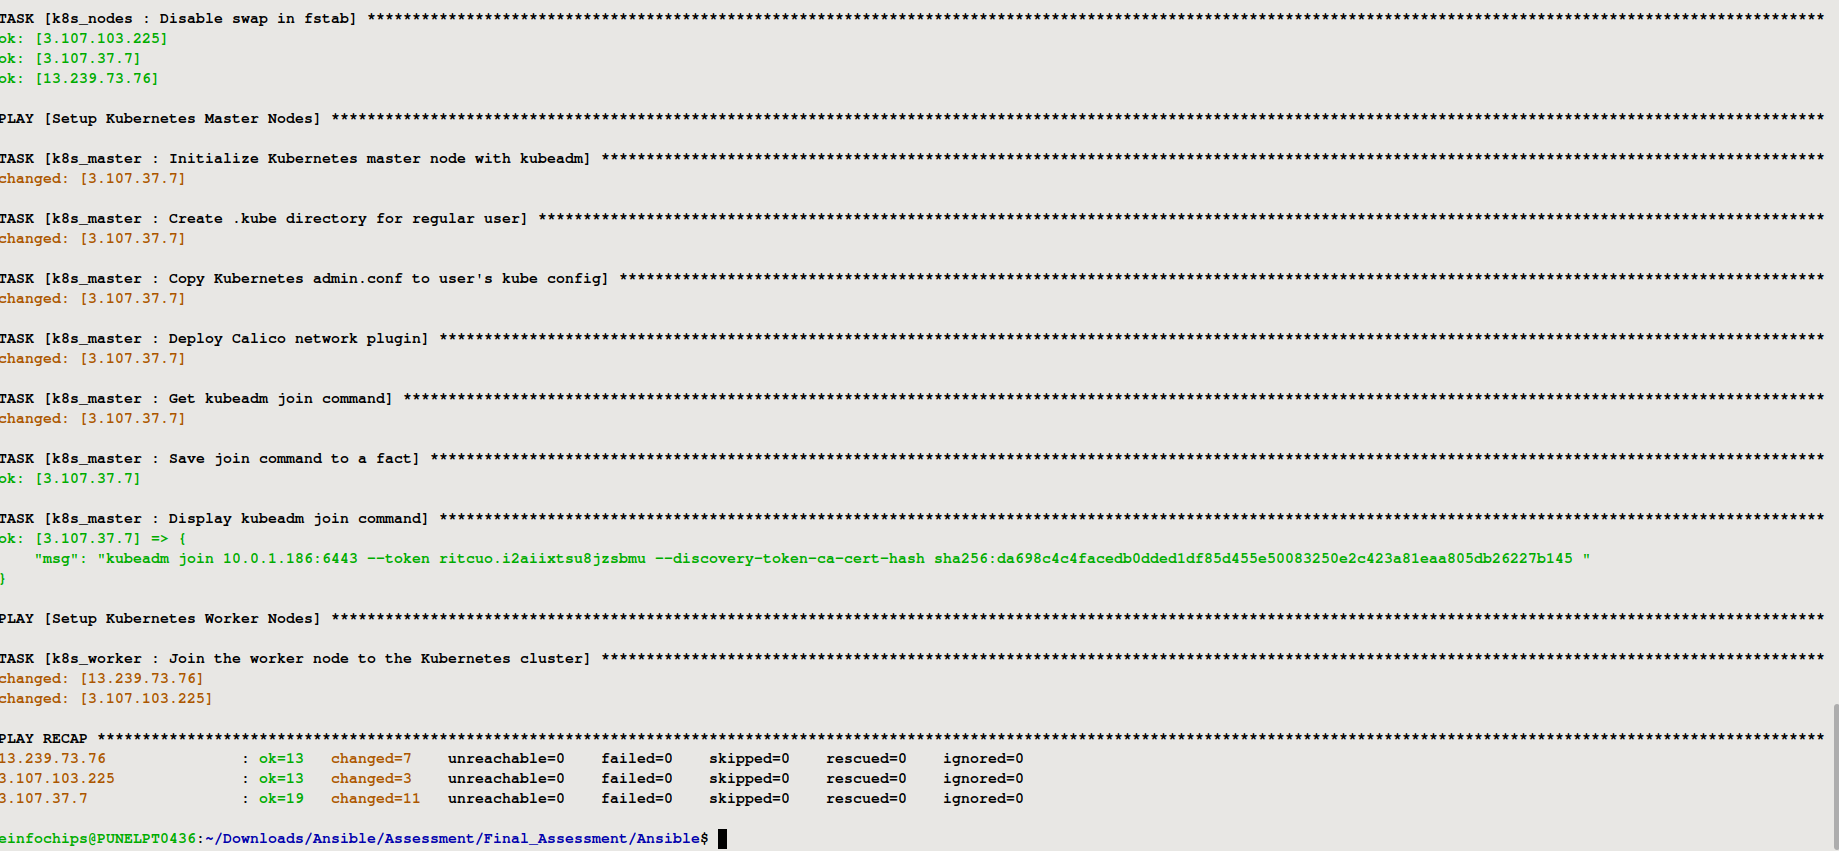 TASK [k8s_nodes : Disable swap in fstab] ******************************************************************************************************************************************************************
ok: [3.107.103.225]
ok: [3.107.37.7]
ok: [13.239.73.76]
PLAY [Setup Kubernetes Master Nodes] **********************************************************************************************************************************************************************
TASK [k8s_master : Initialize Kubernetes master node with kubeadm] ****************************************************************************************************************************************
changed: [3.107.37.7]
TASK [k8s_master : Create .kube directory for regular user] ***********************************************************************************************************************************************
changed: [3.107.37.7]
TASK [k8s_master : Copy Kubernetes admin.conf to user's kube config] **************************************************************************************************************************************
changed: [3.107.37.7]
TASK [k8s_master : Deploy Calico network plugin] **********************************************************************************************************************************************************
changed: [3.107.37.7]
TASK [k8s_master : Get kubeadm join command] **************************************************************************************************************************************************************
changed: [3.107.37.7]
TASK [k8s_master : Save join command to a fact] ***********************************************************************************************************************************************************
ok: [3.107.37.7]
TASK [k8s_master : Display kubeadm join command] **********************************************************************************************************************************************************
ok: [3.107.37.7] => {
"msg": "kubeadm join 10.0.1.186:6443 --token ritcuo.i2aiixtsu8jzsbmu --discovery-token-ca-cert-hash sha256:da698c4c4facedb0dded1df85d455e50083250e2c423a81eaa805db26227b145 "
}
PLAY [Setup Kubernetes Worker Nodes] **********************************************************************************************************************************************************************
TASK [k8s_worker : Join the worker node to the Kubernetes cluster] ****************************************************************************************************************************************
changed: [13.239.73.76]
changed: [3.107.103.225]
PLAY RECAP ************************************************************************************************************************************************************************************************
13.239.73.76 : ok=13 changed=7 unreachable=0 failed=0 skipped=0 rescued=0 ignored=0
3.107.103.225 : ok=13 changed=3 unreachable=0 failed=0 skipped=0 rescued=0 ignored=0
3.107.37.7 : ok=19 changed=11 unreachable=0 failed=0 skipped=0 rescued=0 ignored=0
einfochips@PUNELPT0436:~/Downloads/Ansible/Assessment/Final_Assessment/Ansible$